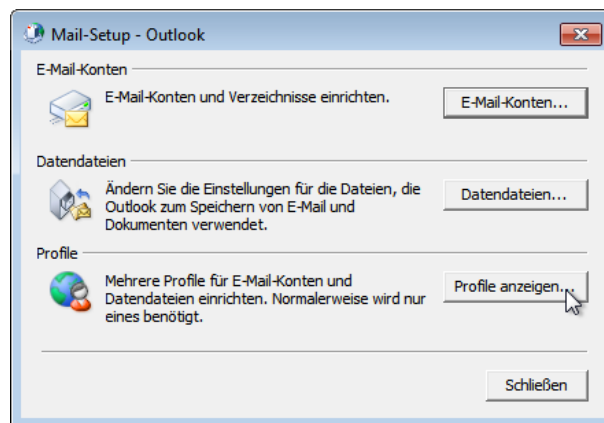 Mail-Setup - Outlook
E-Mail-Konten
E-Mail-Konten und Verzeichnisse einrichten.
E-Mail-Konten...
Datendateien
Ändern Sie die Einstellungen für die Dateien, die
Outlook zum Speichern von E-Mail und
Dokumenten verwendet.
Datendateien...
Profile
Mehrere Profile für E-Mail-Konten und
Datendateien einrichten. Normalerweise wird nur
eines benötigt.
Profile anzeigen...
Schließen